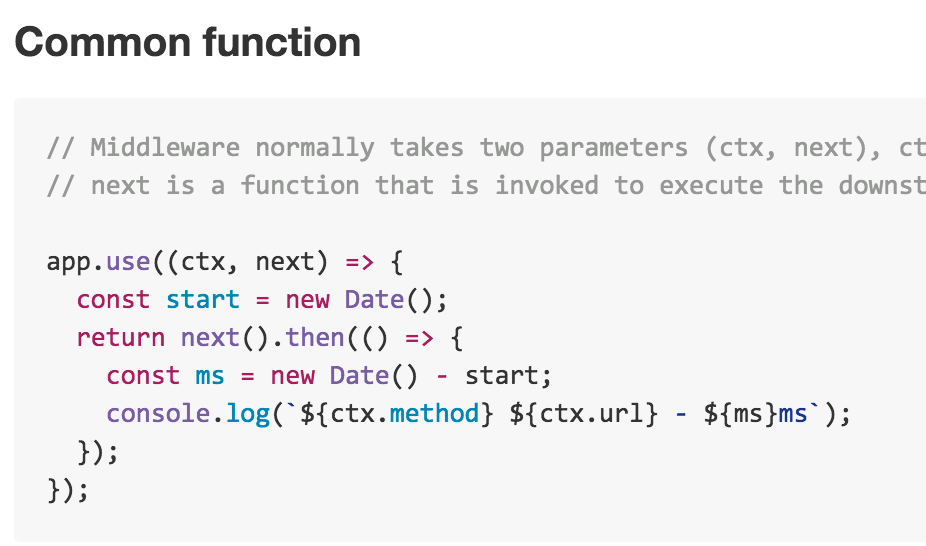 Common function
// Middleware normally takes two parameters (ctx, next), ct
// next is a function that is invoked to execute the downst
app.use((ctx, next) => {
  const start = new Date();
  return next().then(() => {
    const ms = new Date() - start;
    console.log(`${ctx.method} ${ctx.url} - ${ms}ms`);
  });
});